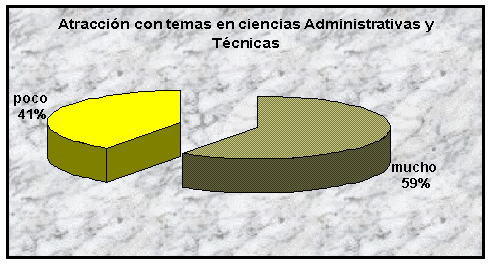 Atracción con temas en ciencias Administrativas y
Técnicas
poco
41%
mucho
59%